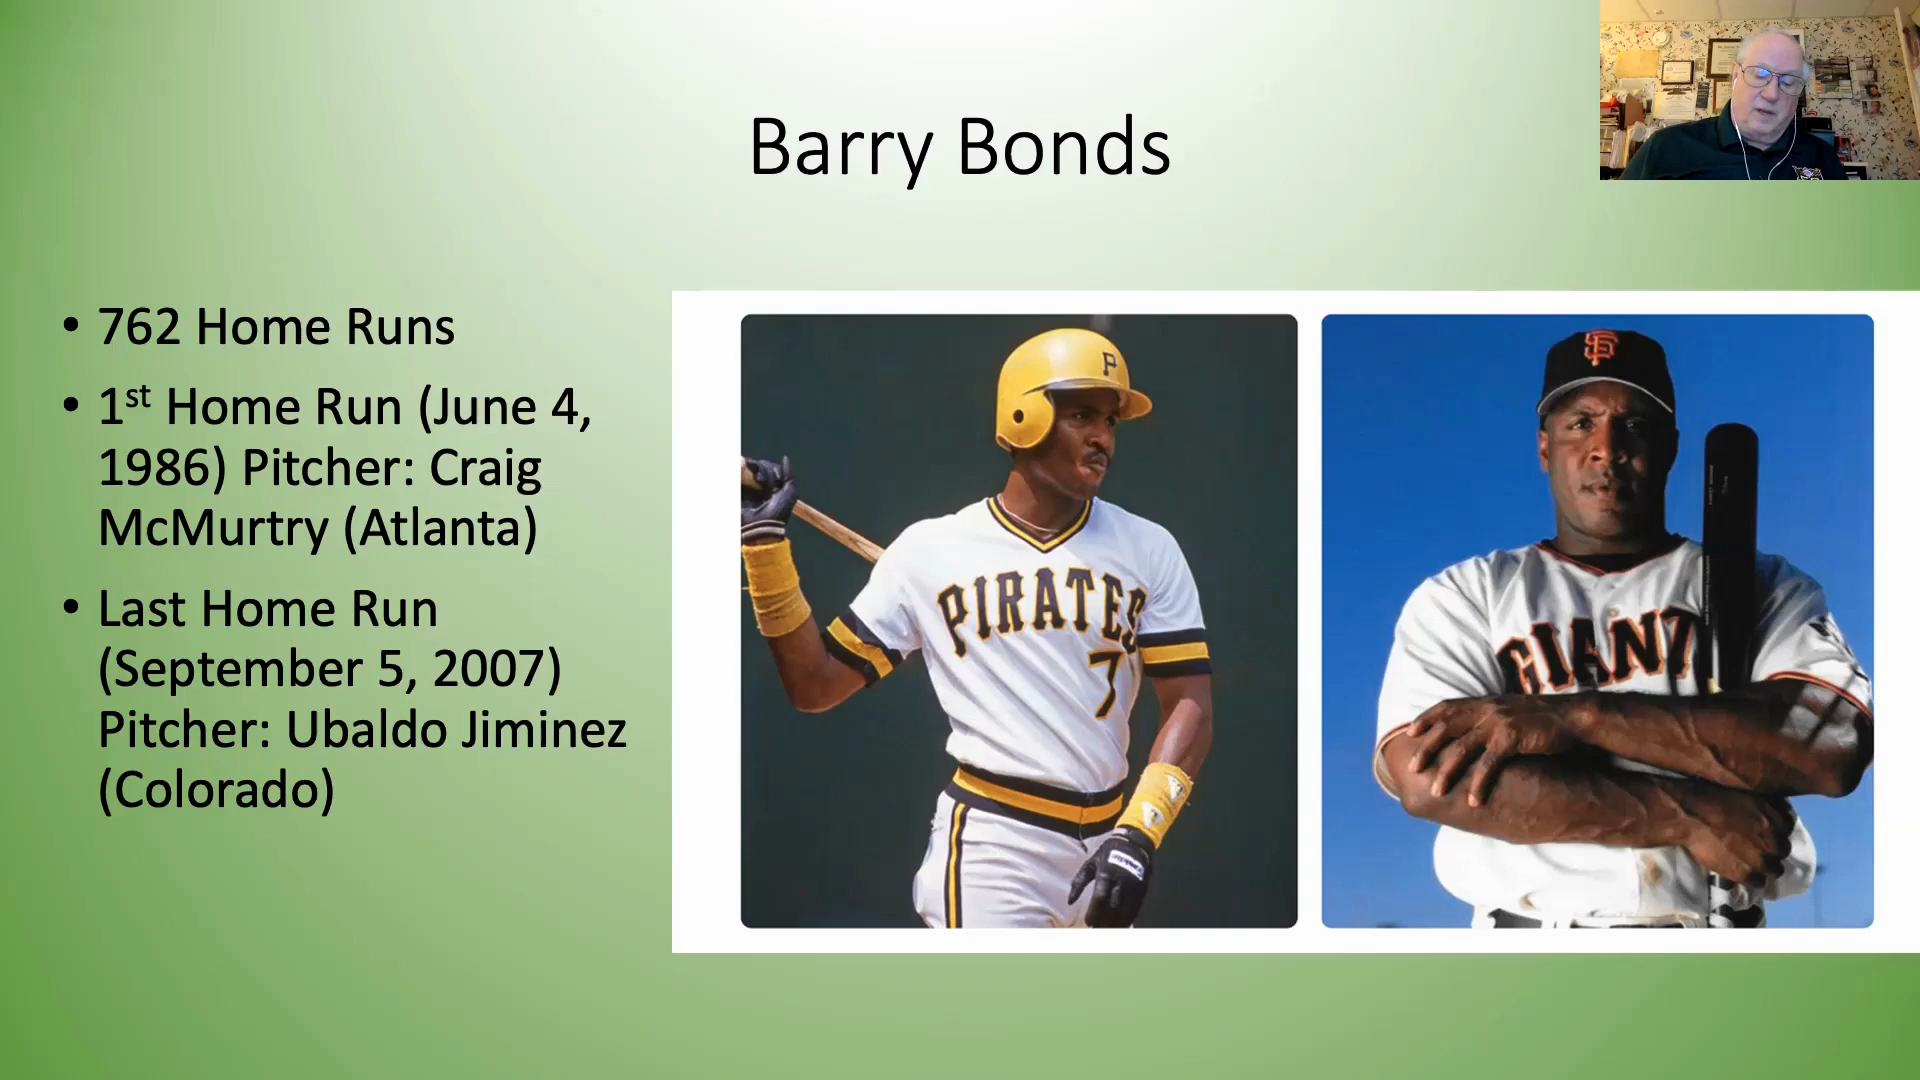 Barry Bonds
• 762 Home Runs
• 1st Home Run (June 4,
1986) Pitcher: Craig
McMurtry (Atlanta)
• Last Home Run
(September 5, 2007)
Pitcher: Ubaldo Jiminez
(Colorado)
P
PIRATES
7
SF
GIANT